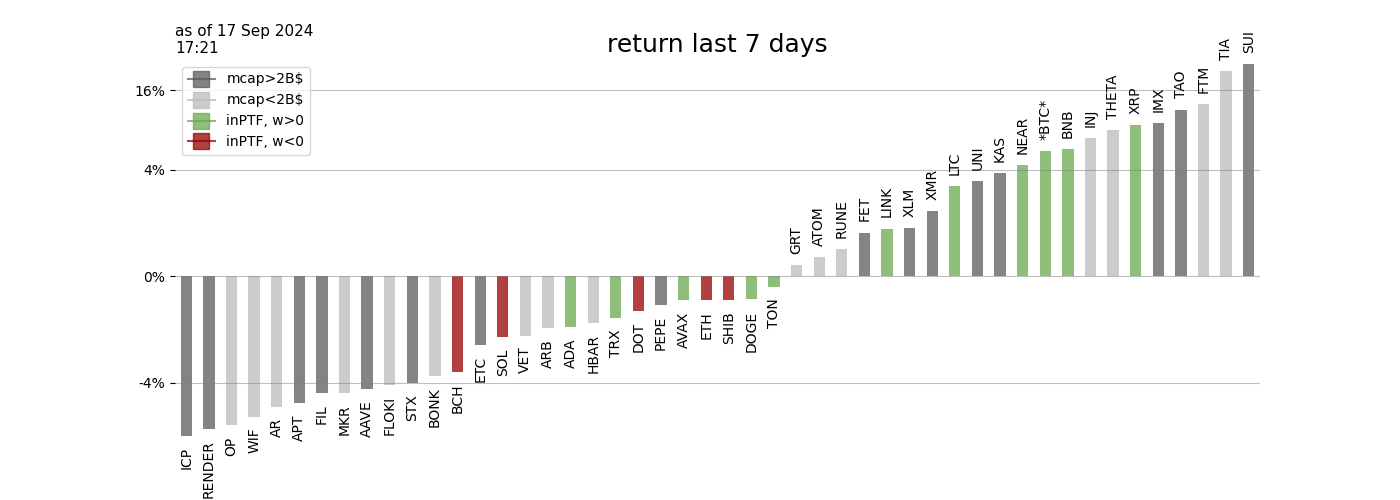 as of 17 Sep 2024
17:21
return last 7 days
mcap>2B$
mcap<2B$
inPTF, w>0
inPTF, w<0
16%
4%
0%
-4%
ICP
RENDER
OP
WIF
AR
APT
FIL
MKR
AAVE
FLOKI
STX
BONK
BCH
ETC
SOL
VET
ARB
ADA
HBAR
TRX
DOT
PEPE
AVAX
ETH
SHIB
DOGE
TON
GRT
ATOM
RUNE
FET
LINK
XLM
XMR
LTC
UNI
KAS
NEAR
*BTC*
BNB
INJ
THETA
XRP
IMX
TAO
FTM
TIA
SUI